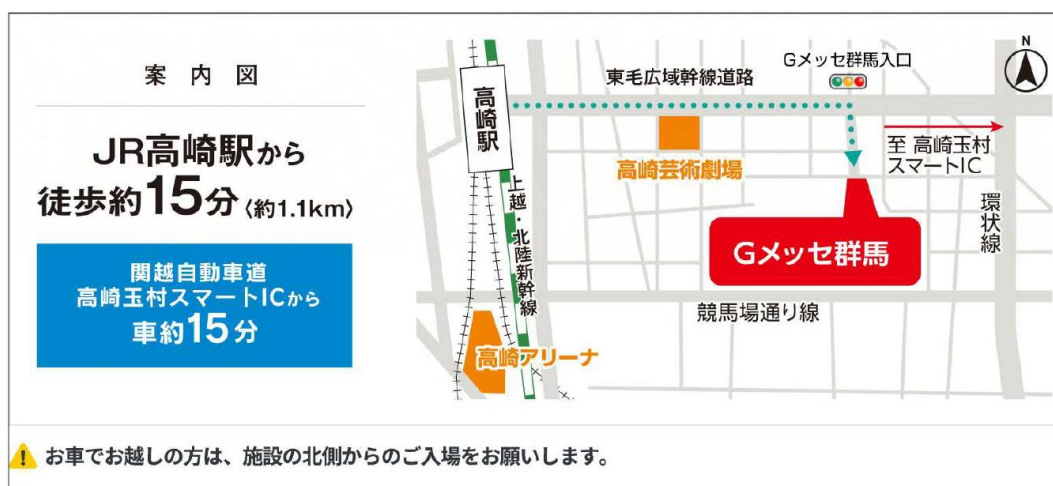 案内図
JR高崎駅から
徒歩約15分〈約1.1km〉
関越自動車道
高崎玉村スマートICから
車約15分
N
Gメッセ群馬入口
東毛広域幹線道路
高崎駅
高崎芸術劇場
至 高崎玉村
スマートIC
上越・北陸新幹線
環状線
Gメッセ群馬
競馬場通り線
高崎アリーナ
お車でお越しの方は、施設の北側からのご入場をお願いします。